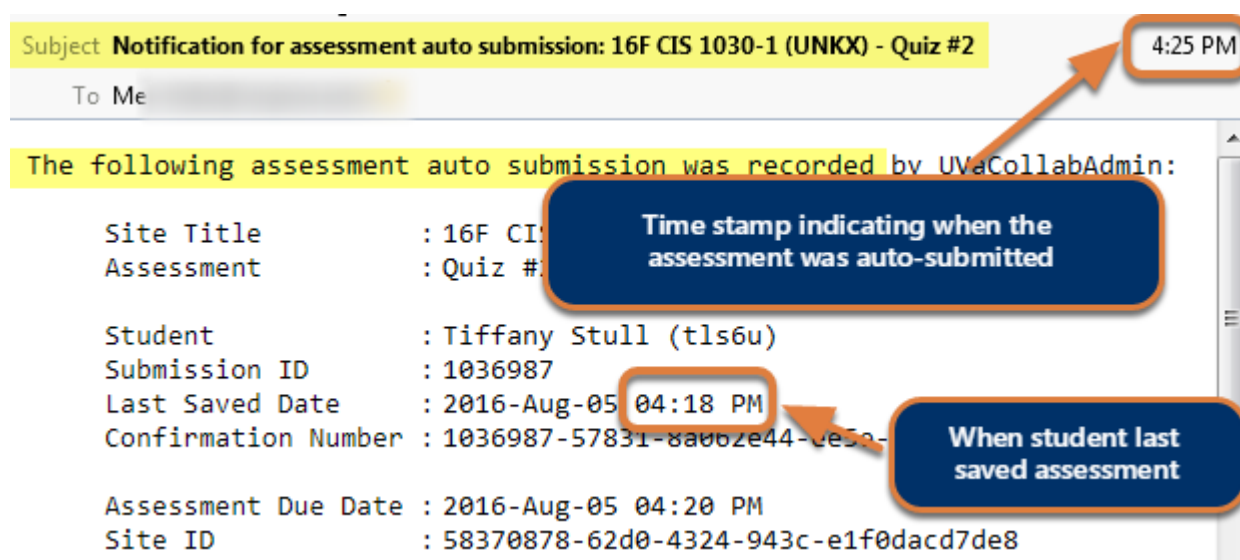 Subject Notification for assessment auto submission: 16F CIS 1030-1 (UNKX) - Quiz #2 4:25 PM
To Me
The following assessment auto submission was recorded by UVaCollabAdmin:
Time stamp indicating when the
assessment was auto-submitted
Site Title : 16F
Assessment : Quiz
Student : Tiffany Stull (tls6u)
Submission ID : 1036987
Last Saved Date : 2016-Aug-05 04:18 PM
Confirmation Number : 1036987-57831-8a062e44-
When student last
saved assessment
Assessment Due Date : 2016-Aug-05 04:20 PM
Site ID : 58370878-62d0-4324-943c-e1f0dacd7de8